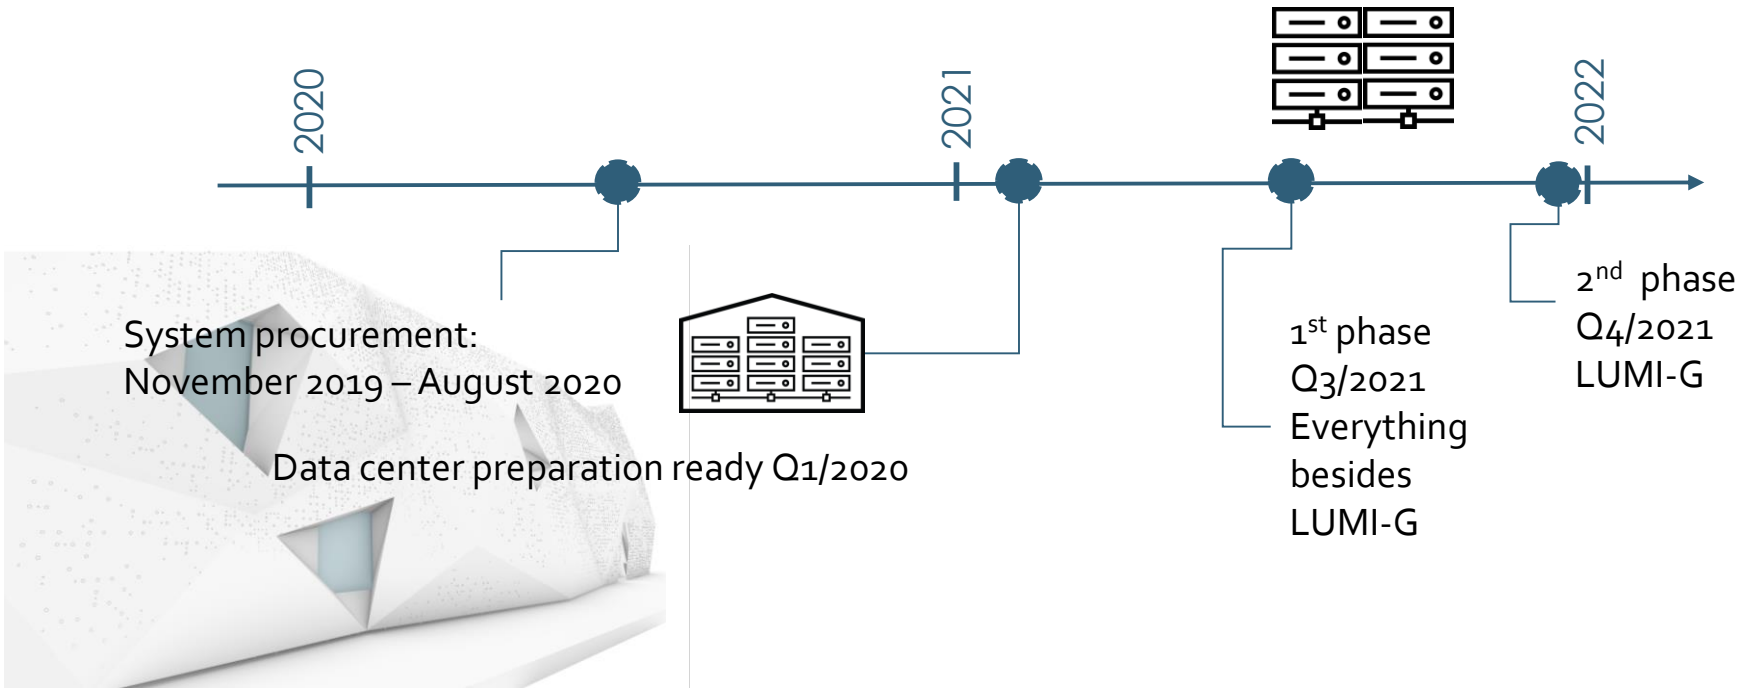 2020
2021
2022
System procurement:
November 2019 – August 2020
Data center preparation ready Q1/2020
1st phase
Q3/2021
Everything
besides
LUMI-G
2nd phase
Q4/2021
LUMI-G